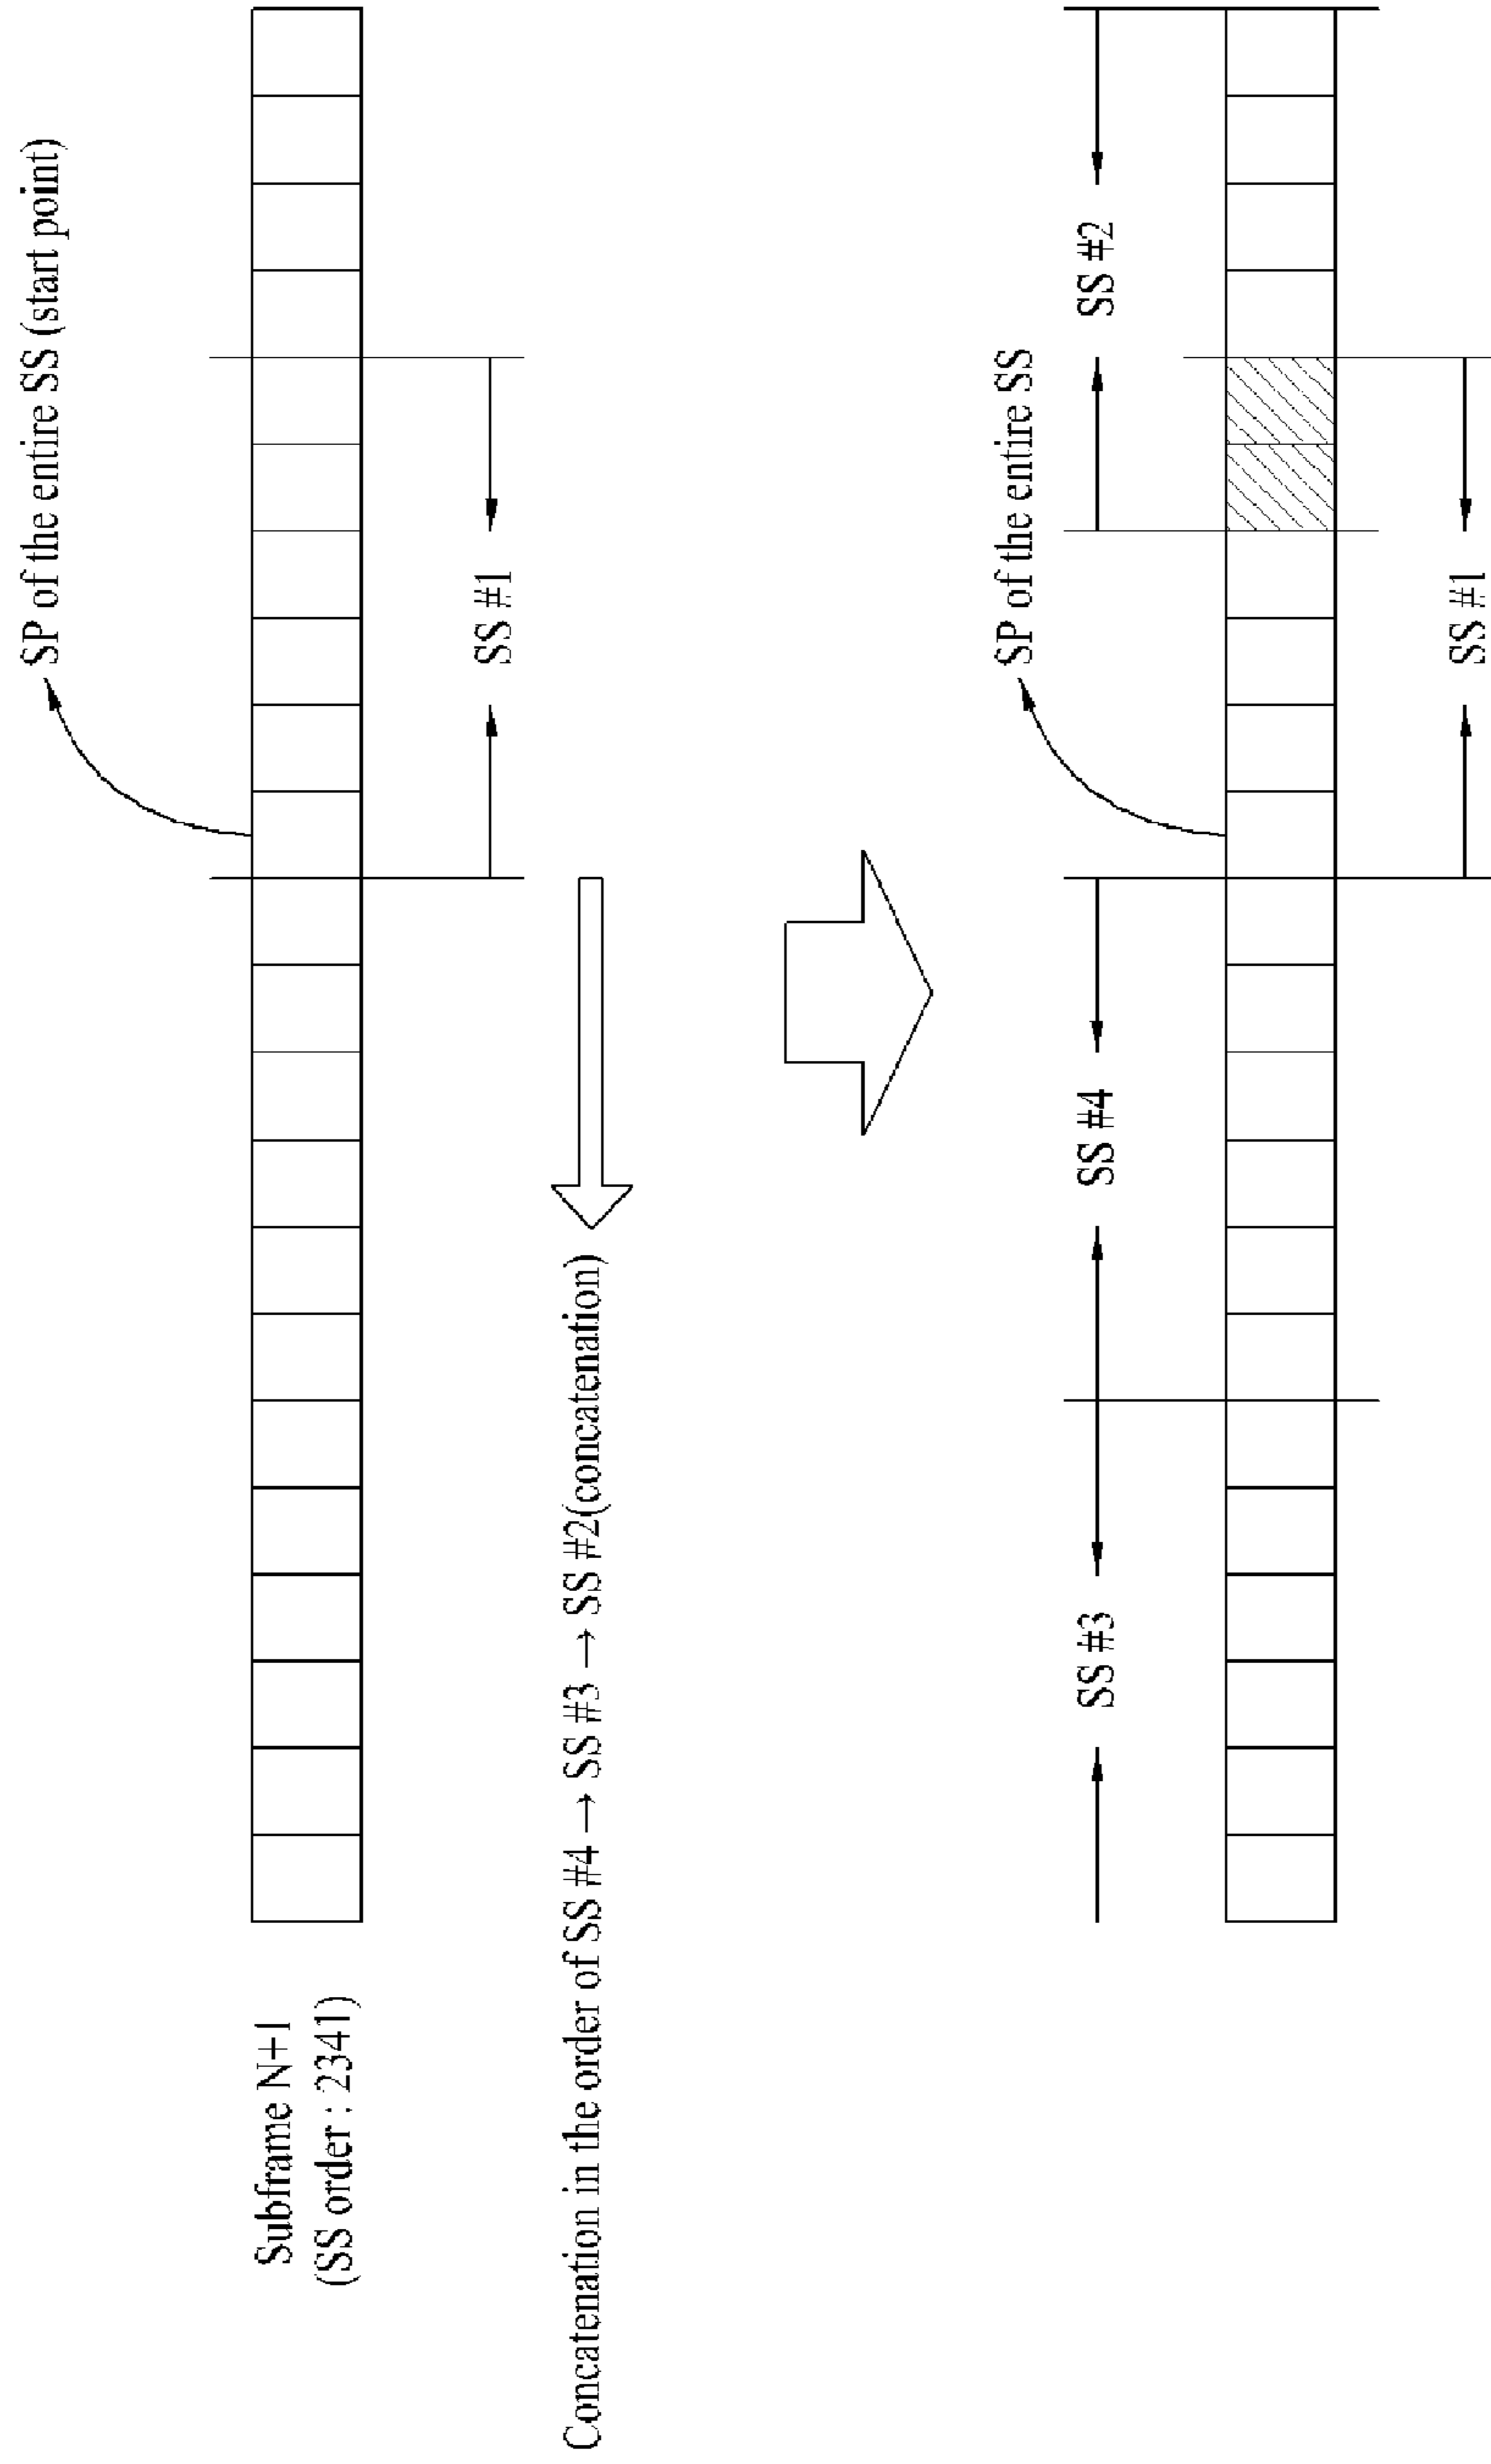 SP of the entire SS (start point)
Subframe N+1
(SS order : 2341)
SS #1
Concatenation in the order of SS #4 → SS #3 → SS #2(concatenation)
SP of the entire SS
SS #3
SS #4
SS #2
SS #1